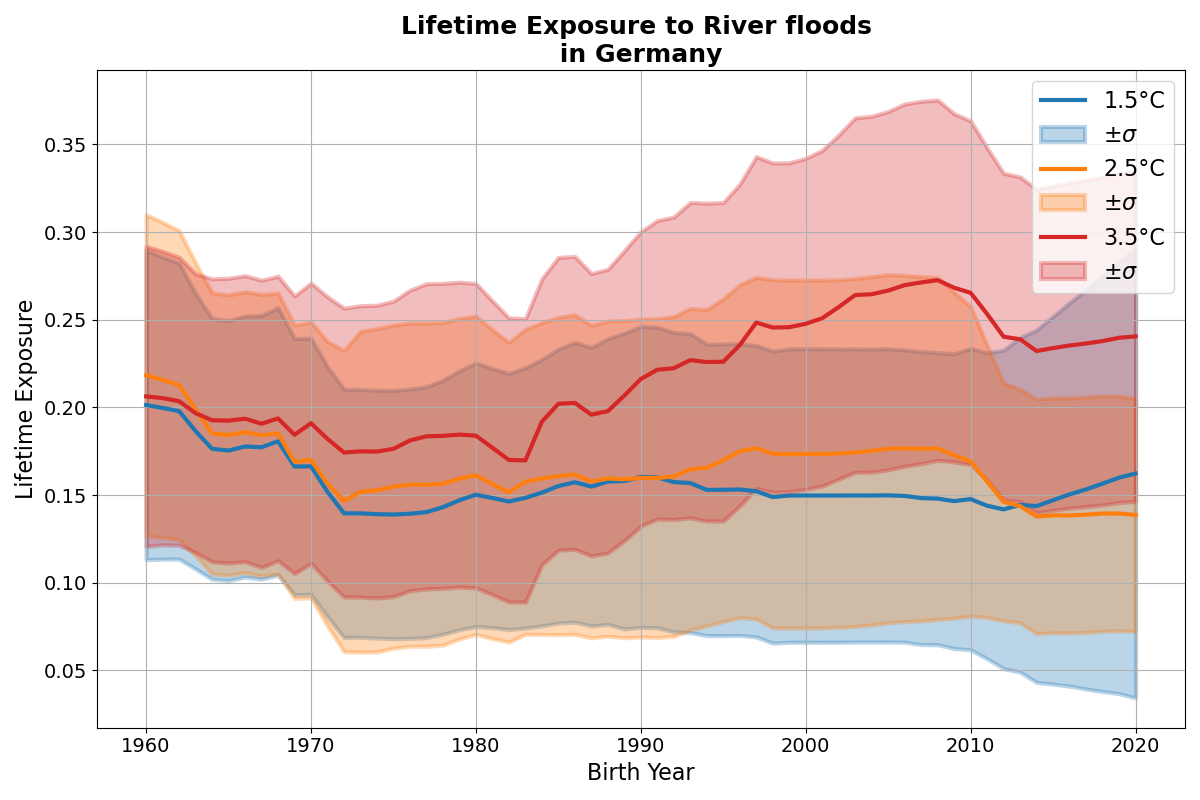 Lifetime Exposure to River floods
in Germany
1.5°C
±σ
2.5°C
±σ
3.5°C
±σ
Lifetime Exposure
0.35
0.30
0.25
0.20
0.15
0.10
0.05
1960 1970 1980 1990 2000 2010 2020
Birth Year